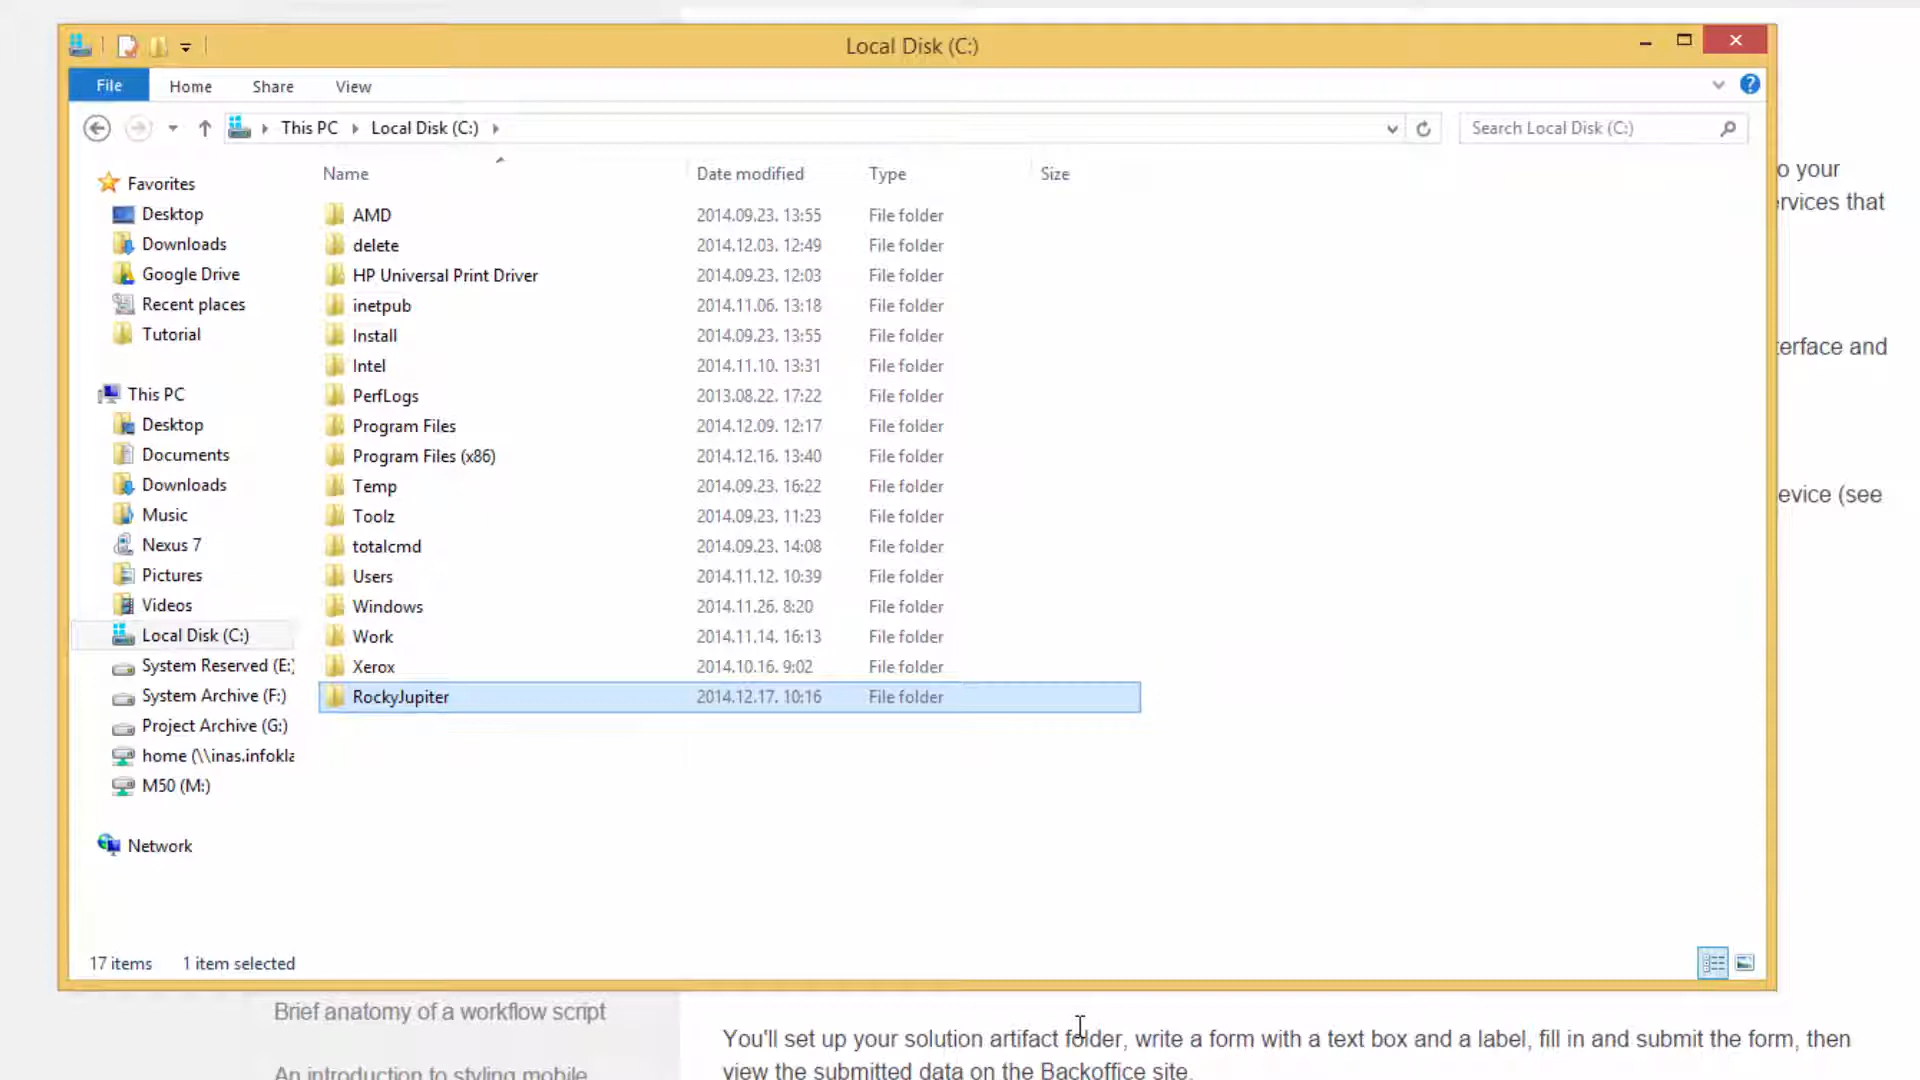 Local Disk (C:)
File Home Share View
This PC Local Disk (C:) Search Local Disk (C:)
Name Date modified Type Size
Favorites
Desktop
Downloads
Google Drive
Recent places
Tutorial
This PC
Desktop
Documents
Downloads
Music
Nexus 7
Pictures
Videos
Local Disk (C:)
System Reserved (E:)
System Archive (F:)
Project Archive (G:)
home (\\inas.infokla
M50 (M:)
Network
AMD 2014.09.23. 13:55 File folder
delete 2014.12.03. 12:49 File folder
HP Universal Print Driver 2014.09.23. 12:03 File folder
inetpub 2014.11.06. 13:18 File folder
Install 2014.09.23. 13:55 File folder
Intel 2014.11.10. 13:31 File folder
PerfLogs 2013.08.22. 17:22 File folder
Program Files 2014.12.09. 12:17 File folder
Program Files (x86) 2014.12.16. 13:40 File folder
Temp 2014.09.23. 16:22 File folder
Toolz 2014.09.23. 11:23 File folder
totalcmd 2014.09.23. 14:08 File folder
Users 2014.11.12. 10:39 File folder
Windows 2014.11.26. 8:20 File folder
Work 2014.11.14. 16:13 File folder
Xerox 2014.10.16. 9:02 File folder
RockyJupiter 2014.12.17. 10:16 File folder
17 items 1 item selected
o your
ervices that
terface and
evice (see
Brief anatomy of a workflow script
An introduction to styling mobile
You'll set up your solution artifact folder, write a form with a text box and a label, fill in and submit the form, then
view the submitted data on the Backoffice site.